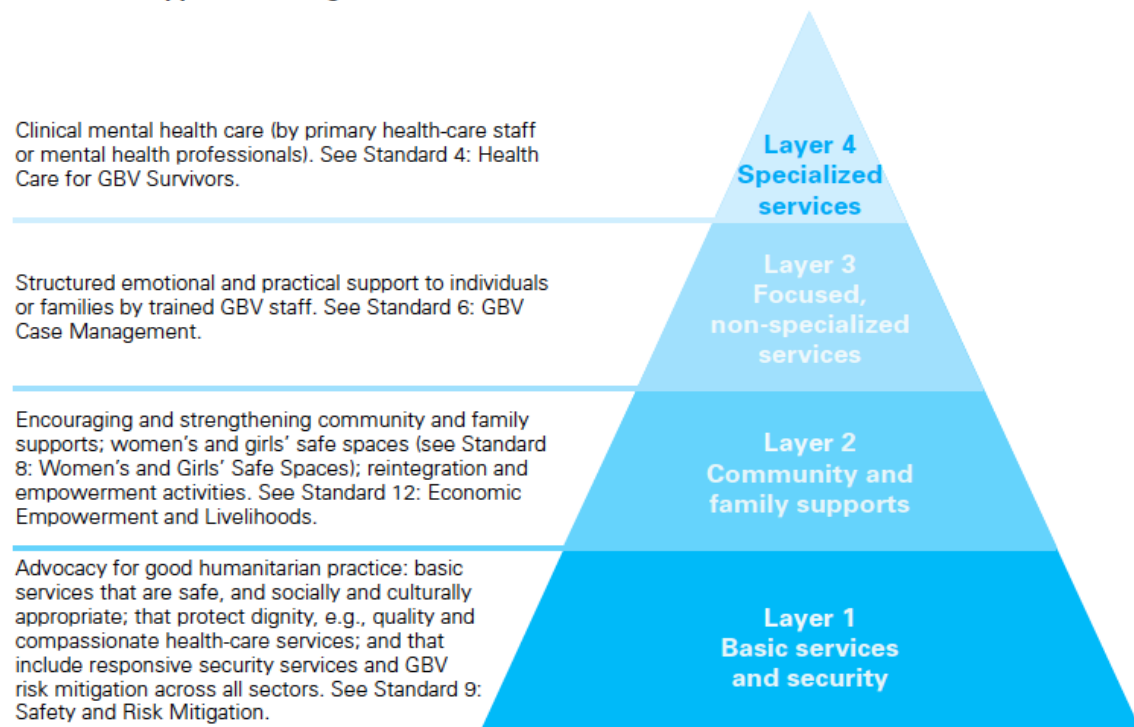 Clinical mental health care (by primary health-care staff
or mental health professionals). See Standard 4: Health
Care for GBV Survivors.
Layer 4
Specialized
services
Structured emotional and practical support to individuals
or families by trained GBV staff. See Standard 6: GBV
Case Management.
Layer 3
Focused,
non-specialized
services
Encouraging and strengthening community and family
supports; women's and girls' safe spaces (see Standard
8: Women's and Girls' Safe Spaces); reintegration and
empowerment activities. See Standard 12: Economic
Empowerment and Livelihoods.
Layer 2
Community and
family supports
Advocacy for good humanitarian practice: basic
services that are safe, and socially and culturally
appropriate; that protect dignity, e.g., quality and
compassionate health-care services; and that
include responsive security services and GBV
risk mitigation across all sectors. See Standard 9:
Safety and Risk Mitigation.
Layer 1
Basic services
and security